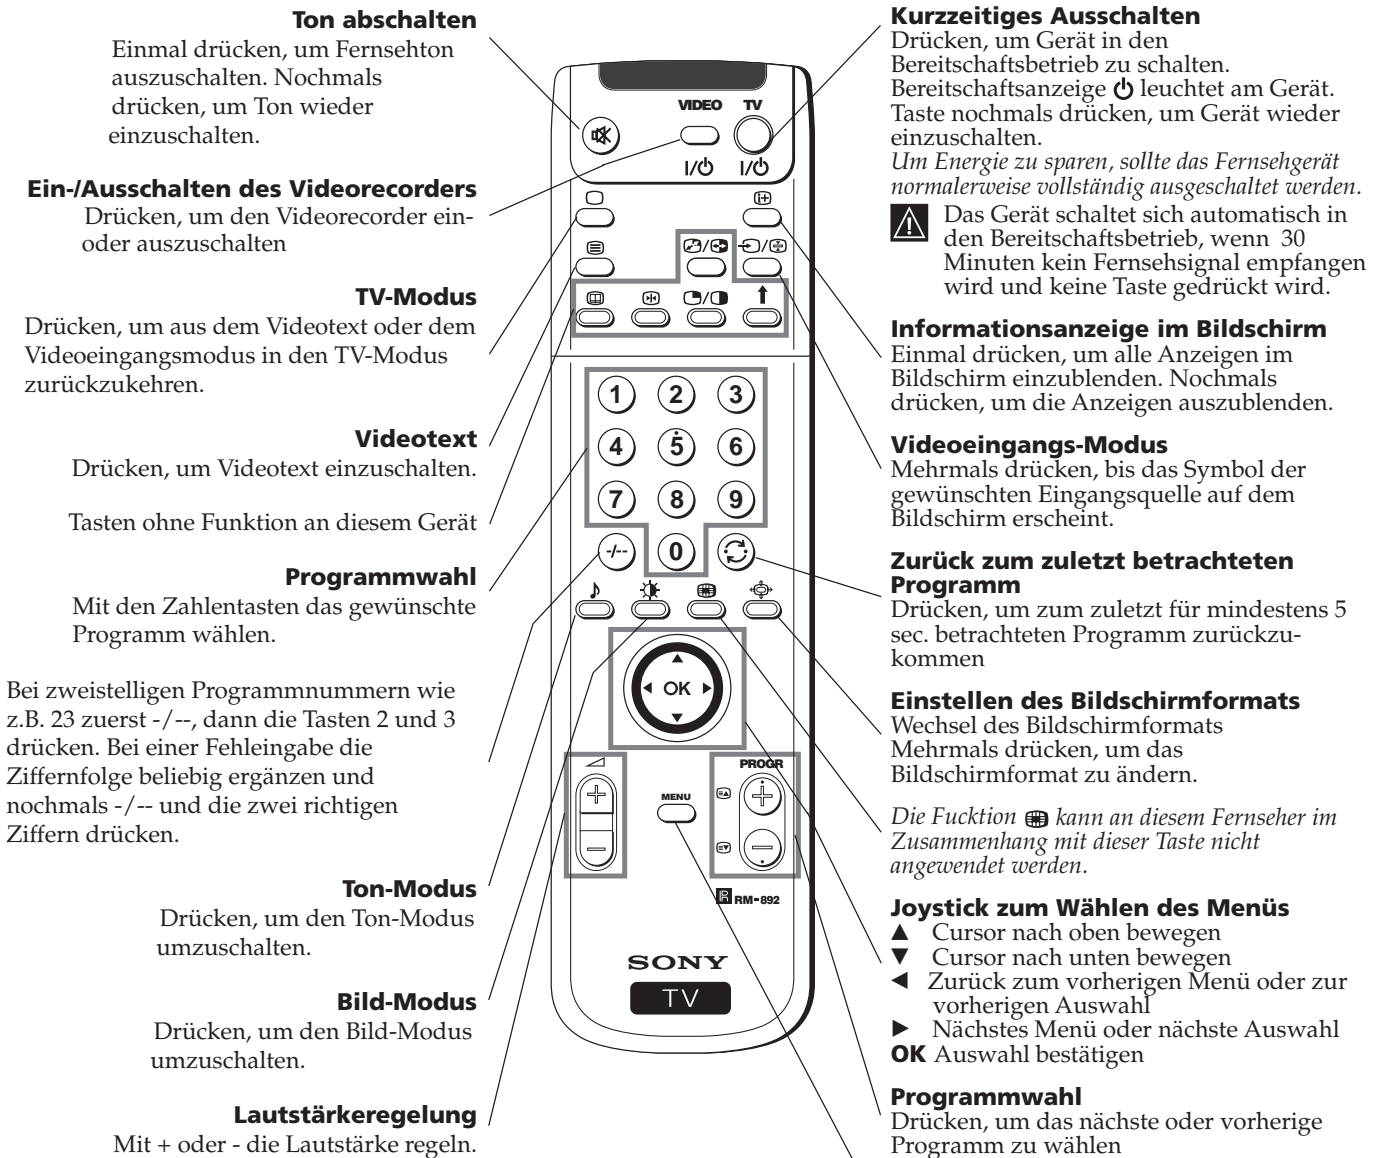 Ton abschalten
Einmal drücken, um Fernsehton
auszuschalten. Nochmals
drücken, um Ton wieder
einzuschalten.
Ein-/Ausschalten des Videorecorders
Drücken, um den Videorecorder ein-
oder auszuschalten
TV-Modus
Drücken, um aus dem Videotext oder dem
Videoeingangsmodus in den TV-Modus
zurückzukehren.
Videotext
Drücken, um Videotext einzuschalten.
Tasten ohne Funktion an diesem Gerät
Programmwahl
Mit den Zahlentasten das gewünschte
Programm wählen.
Bei zweistelligen Programmnummern wie
z.B. 23 zuerst -/--, dann die Tasten 2 und 3
drücken. Bei einer Fehleingabe die
Ziffernfolge beliebig ergänzen und
nochmals -/-- und die zwei richtigen
Ziffern drücken.
Ton-Modus
Drücken, um den Ton-Modus
umzuschalten.
Bild-Modus
Drücken, um den Bild-Modus
umzuschalten.
Lautstärkeregelung
Mit + oder - die Lautstärke regeln.
VIDEO TV
I/⏻ I/⏻
1 2 3
4 5 6
7 8 9
-/-- 0
OK
PROGR
MENU
+ +
- -
RM-892
SONY
TV
Kurzzeitiges Ausschalten
Drücken, um Gerät in den
Bereitschaftsbetrieb zu schalten.
Bereitschaftsanzeige ⏻ leuchtet am Gerät.
Taste nochmals drücken, um Gerät wieder
einzuschalten.
Um Energie zu sparen, sollte das Fernsehgerät
normalerweise vollständig ausgeschaltet werden.
Das Gerät schaltet sich automatisch in
den Bereitschaftsbetrieb, wenn 30
Minuten kein Fernsehsignal empfangen
wird und keine Taste gedrückt wird.
Informationsanzeige im Bildschirm
Einmal drücken, um alle Anzeigen im
Bildschirm einzublenden. Nochmals
drücken, um die Anzeigen auszublenden.
Videoeingangs-Modus
Mehrmals drücken, bis das Symbol der
gewünschten Eingangsquelle auf dem
Bildschirm erscheint.
Zurück zum zuletzt betrachteten
Programm
Drücken, um zum zuletzt für mindestens 5
sec. betrachteten Programm zurückzu-
kommen
Einstellen des Bildschirmformats
Wechsel des Bildschirmformats
Mehrmals drücken, um das
Bildschirmformat zu ändern.
Die Fucktion kann an diesem Fernseher im
Zusammenhang mit dieser Taste nicht
angewendet werden.
Joystick zum Wählen des Menüs
▲ Cursor nach oben bewegen
▼ Cursor nach unten bewegen
◀ Zurück zum vorherigen Menü oder zur
vorherigen Auswahl
▶ Nächstes Menü oder nächste Auswahl
OK Auswahl bestätigen
Programmwahl
Drücken, um das nächste oder vorherige
Programm zu wählen